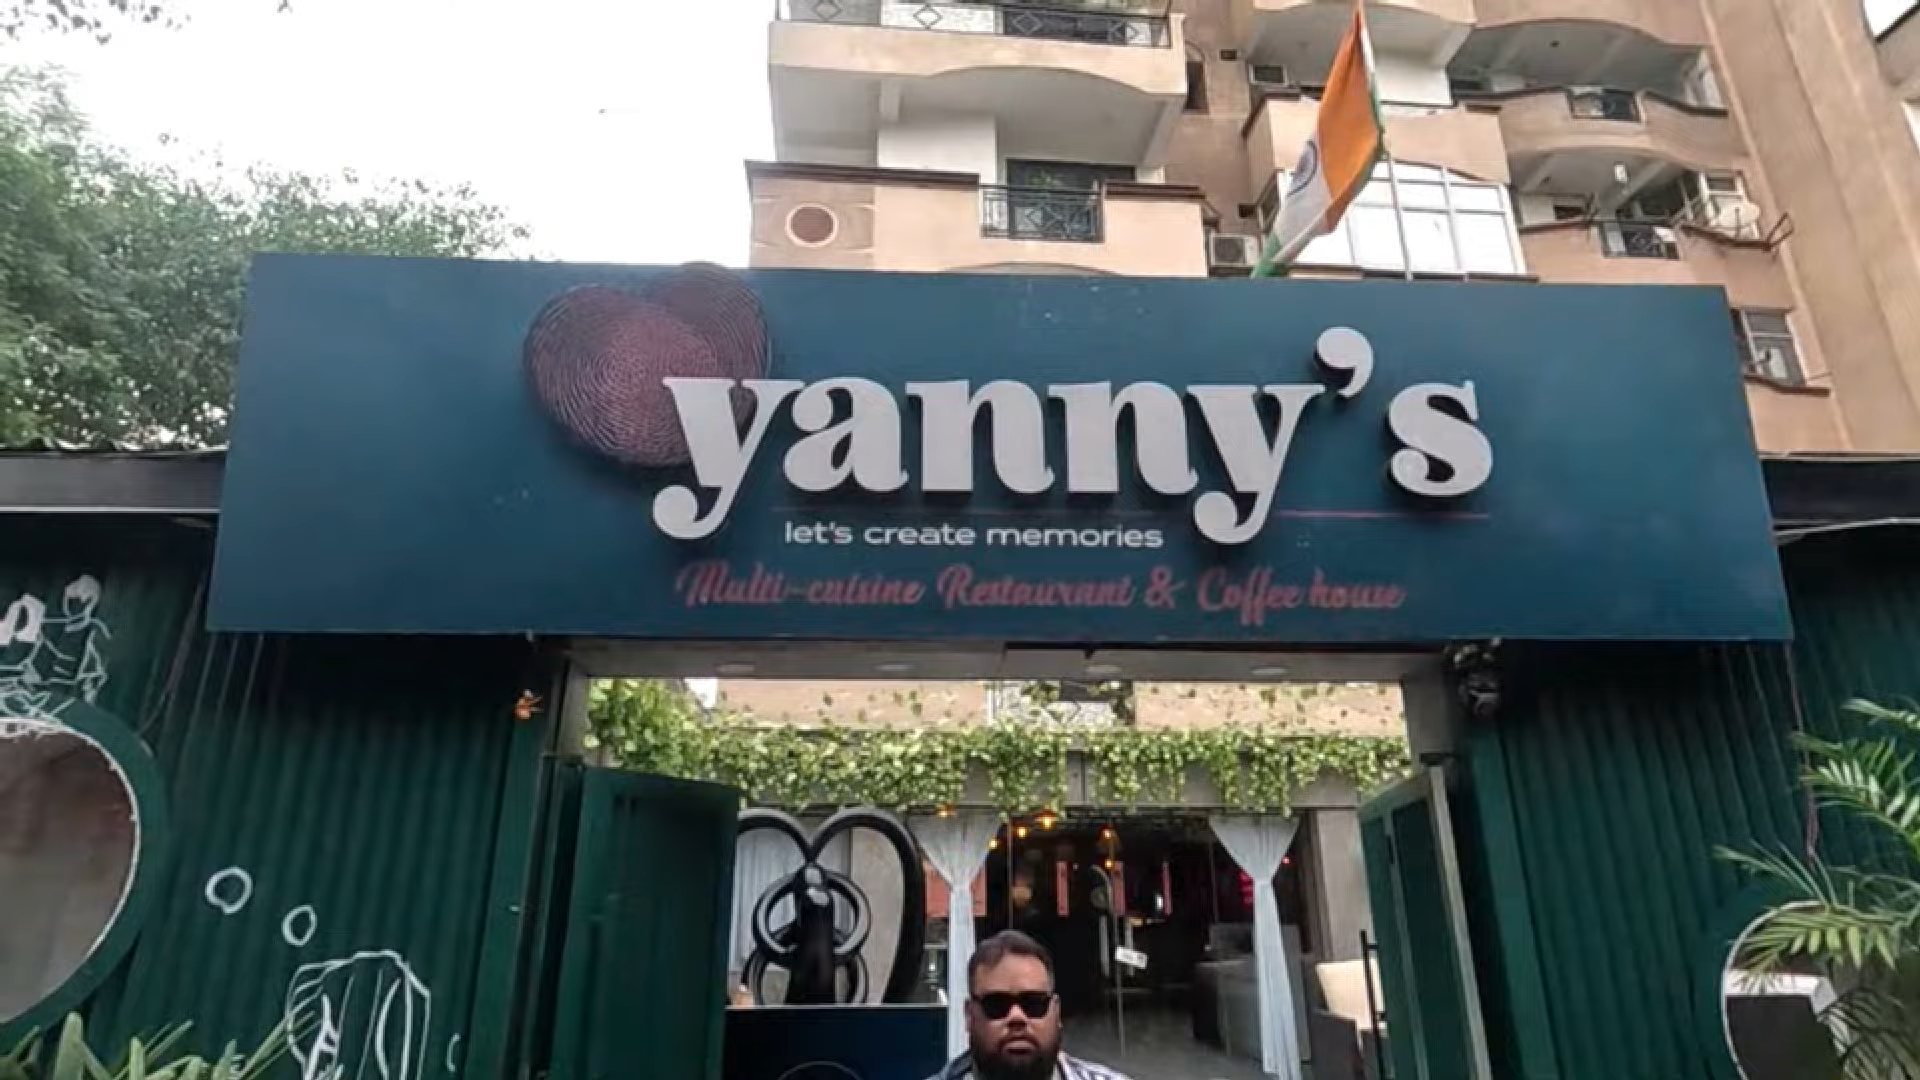 yanny's
let's create memories
Multi-cuisine Restaurant & Coffee house